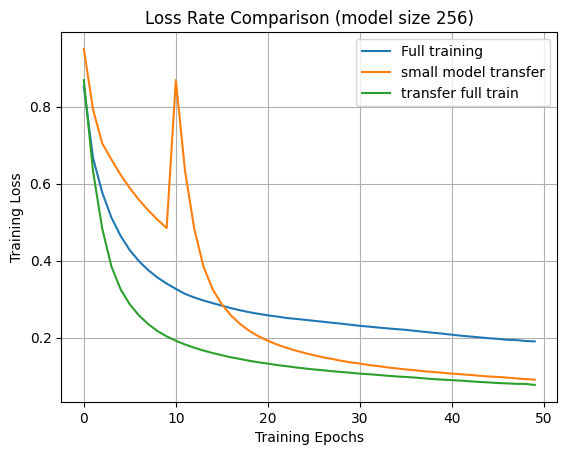 Loss Rate Comparison (model size 256)
Full training
small model transfer
transfer full train
Training Loss
0.8
0.6
0.4
0.2
0 10 20 30 40 50
Training Epochs